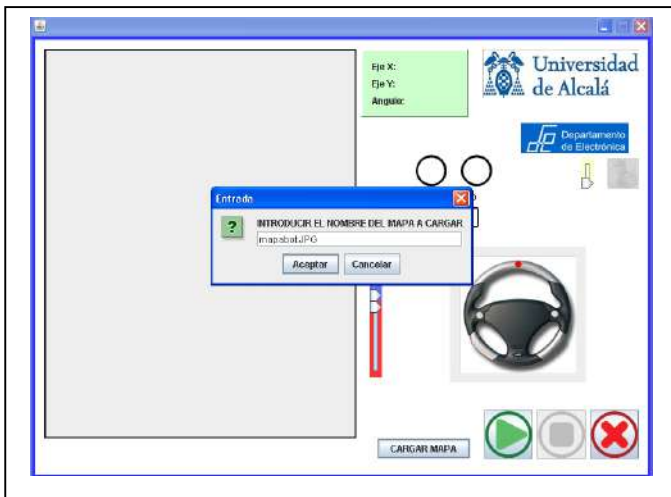 Eje X:
Eje Y:
Angulo:
Universidad
de Alcalá
Departamento
de Electrónica
Entrada
INTRODUCIR EL NOMBRE DEL MAPA A CARGAR
mapabot.JPG
Aceptar
Cancelar
CARGAR MAPA